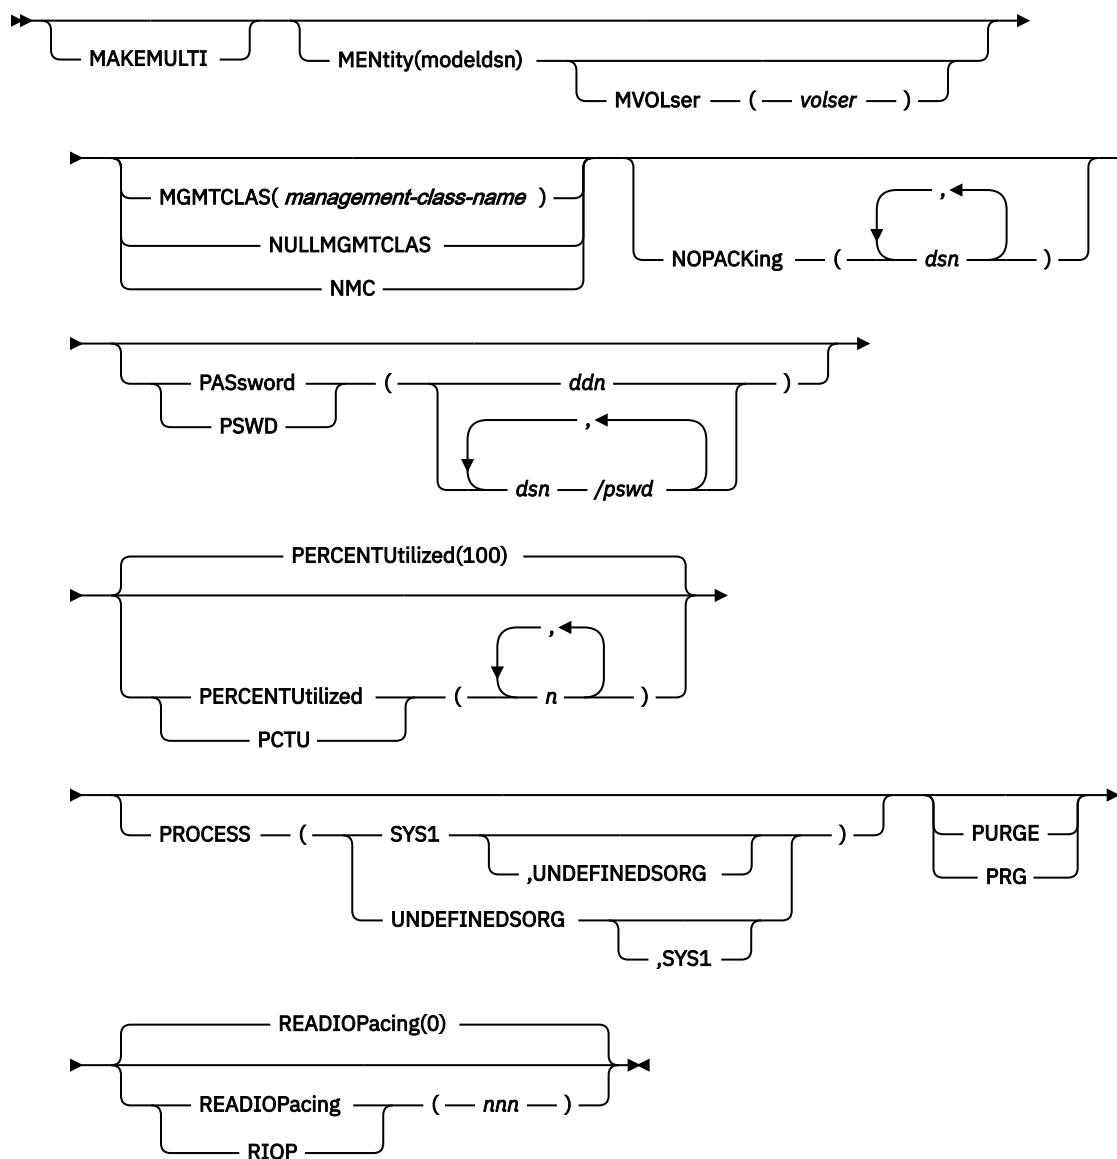 MAKEMULTI
MENtity(modeldsn)
MVOLser ( volser )
MGMTCLAS( management-class-name )
NULLMGMTCLAS
NMC
,
NOPACKing ( dsn )
PASsword ( ddn )
PSWD
,
dsn /pswd
PERCENTUtilized(100)
,
PERCENTUtilized ( n )
PCTU
PROCESS ( SYS1 )
,UNDEFINEDSORG
UNDEFINEDSORG
,SYS1
PURGE
PRG
READIOPacing(0)
READIOPacing ( nnn )
RIOP